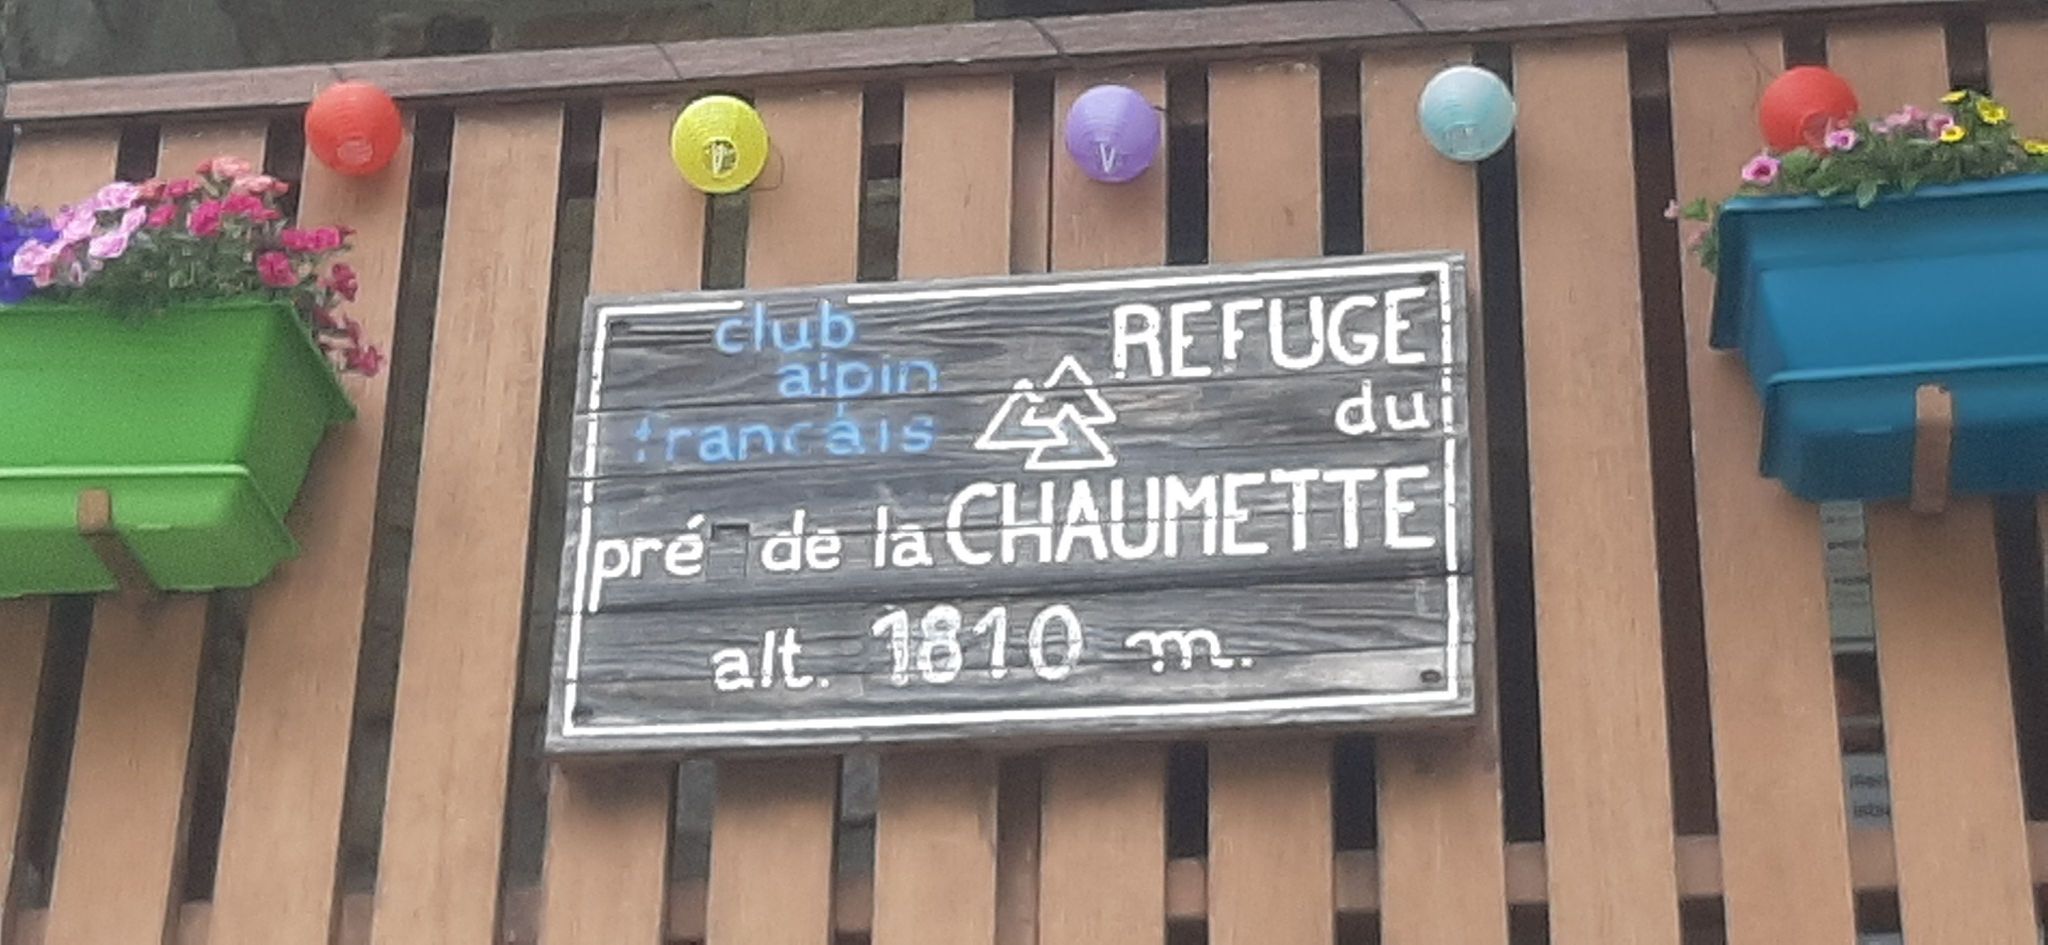 club
alpin
français
REFUGE
du
pré de la CHAUMETTE
alt. 1810 m.